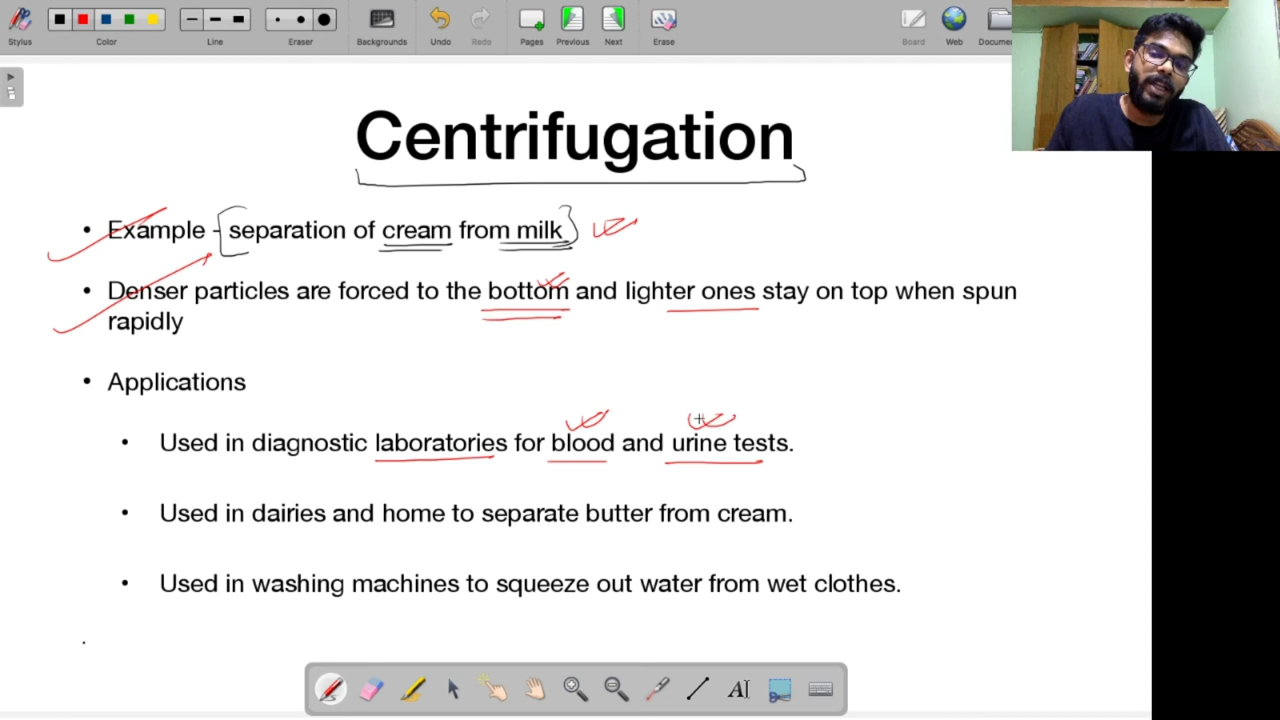 Stylus
Color
Line
Eraser
Backgrounds
Undo
Redo
Pages
Previous
Next
Erase
Board
Web
Docume
Centrifugation
• Example - separation of cream from milk
• Denser particles are forced to the bottom and lighter ones stay on top when spun
rapidly
• Applications
• Used in diagnostic laboratories for blood and urine tests.
• Used in dairies and home to separate butter from cream.
• Used in washing machines to squeeze out water from wet clothes.
.
AI